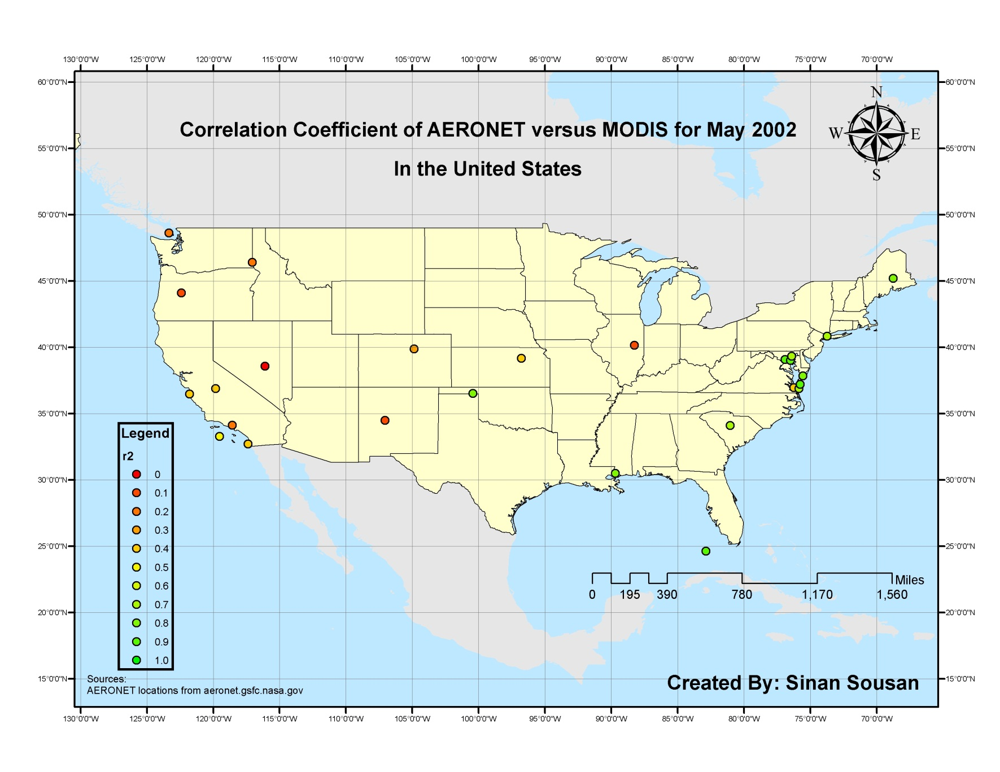 130°0'0"W 125°0'0"W 120°0'0"W 115°0'0"W 110°0'0"W 105°0'0"W 100°0'0"W 95°0'0"W 90°0'0"W 85°0'0"W 80°0'0"W 75°0'0"W 70°0'0"W
60°0'0"N 60°0'0"N
N
Correlation Coefficient of AERONET versus MODIS for May 2002
W E
55°0'0"N 55°0'0"N
In the United States
S
50°0'0"N 50°0'0"N
45°0'0"N 45°0'0"N
40°0'0"N 40°0'0"N
35°0'0"N 35°0'0"N
Legend
r2
0
30°0'0"N 30°0'0"N
0.1
0.2
0.3
25°0'0"N 25°0'0"N
0.4
0.5
0.6
Miles
0 195 390 780 1,170 1,560
0.7
20°0'0"N 20°0'0"N
0.8
0.9
1.0
15°0'0"N 15°0'0"N
Sources:
AERONET locations from aeronet.gsfc.nasa.gov
Created By: Sinan Sousan
130°0'0"W 125°0'0"W 120°0'0"W 115°0'0"W 110°0'0"W 105°0'0"W 100°0'0"W 95°0'0"W 90°0'0"W 85°0'0"W 80°0'0"W 75°0'0"W 70°0'0"W